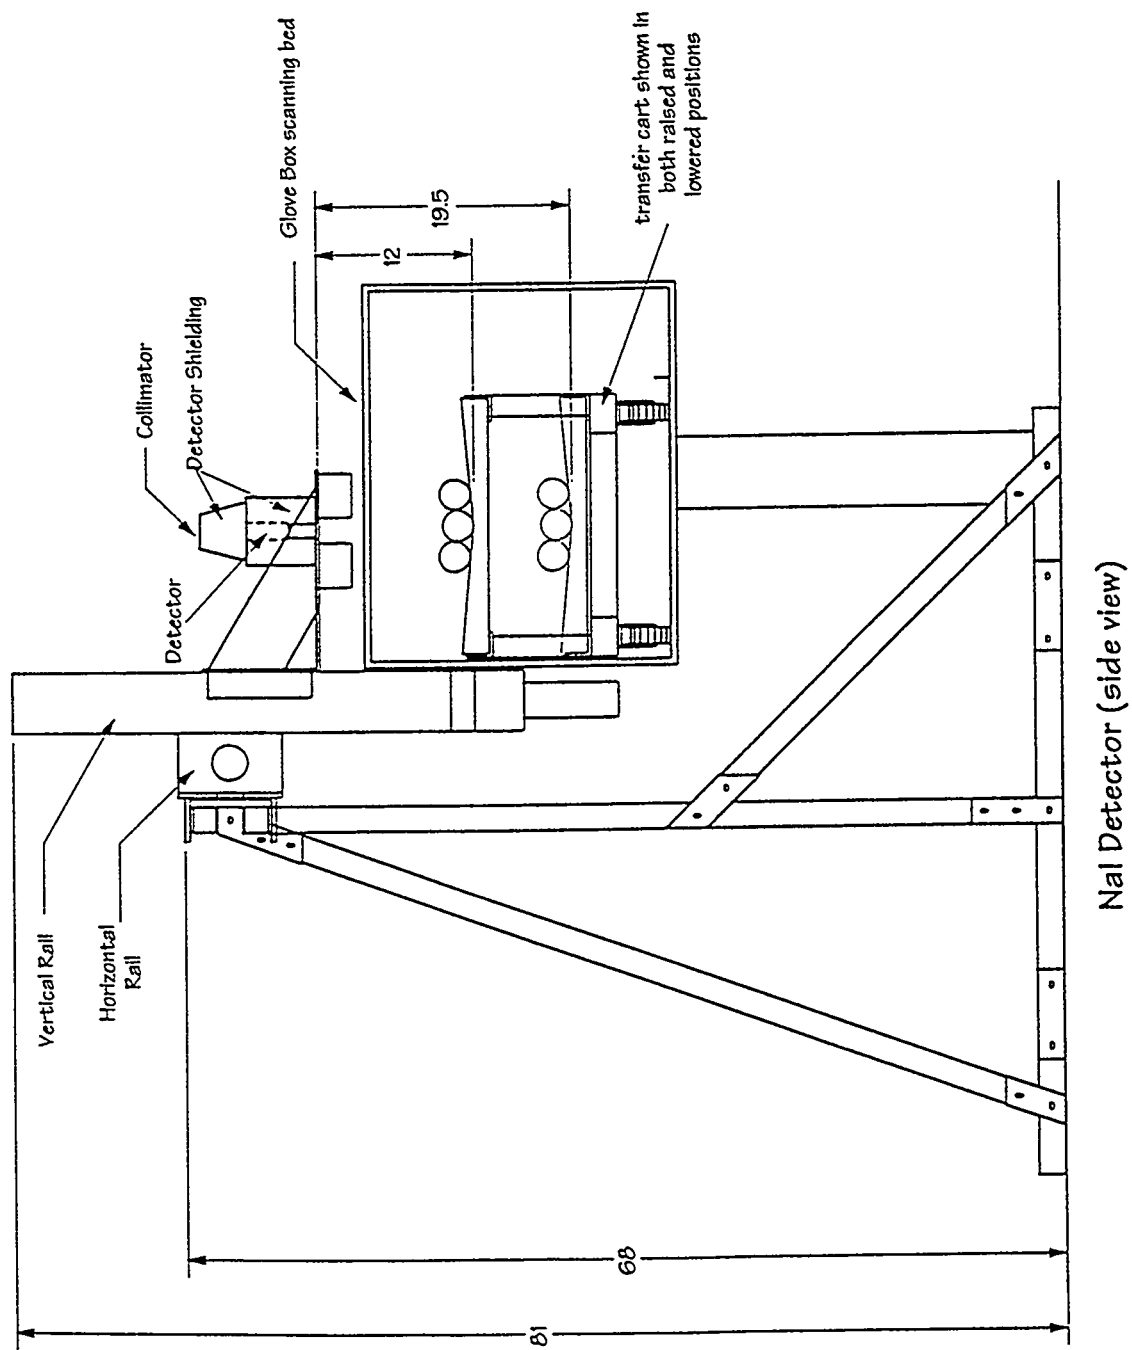 Glove Box scanning bed
Collimator
Detector Shielding
Detector
Vertical Rail
Horizontal
Rail
transfer cart shown in
both raised and
lowered positions
12
19.5
68
81
NaI Detector (side view)